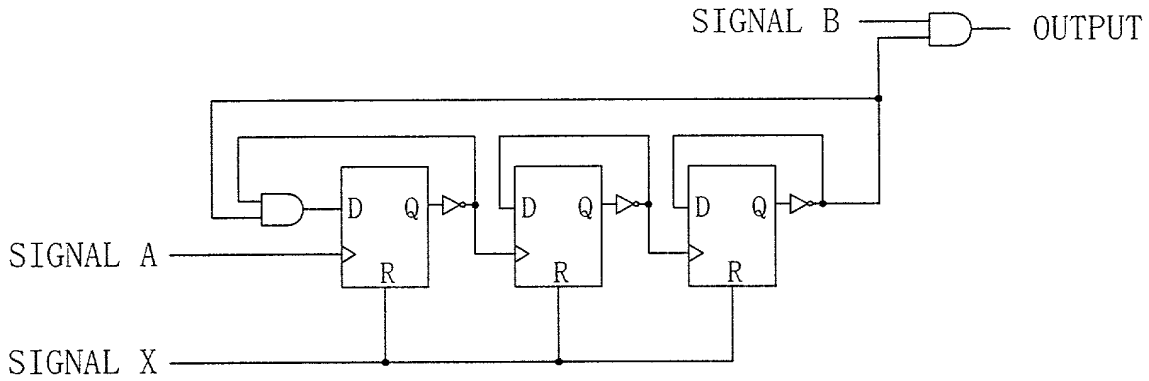 SIGNAL B
OUTPUT
D Q
R
D Q
R
D Q
R
SIGNAL A
SIGNAL X